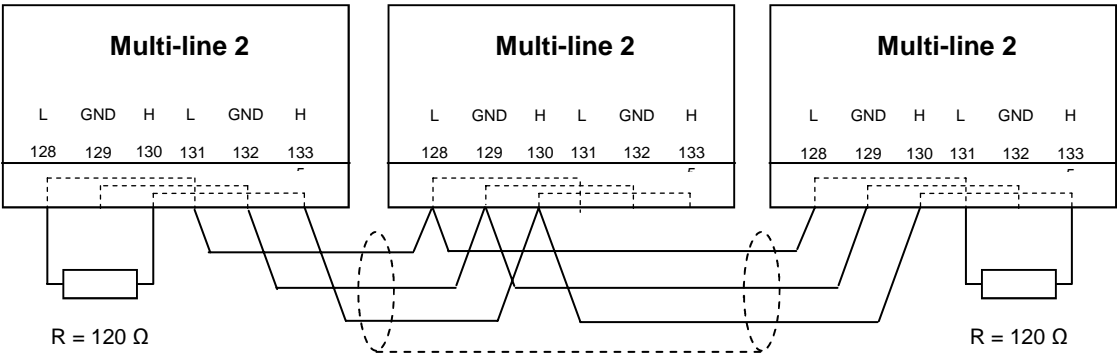 Multi-line 2 Multi-line 2 Multi-line 2
L GND H L GND H L GND H L GND H L GND H L GND H
128 129 130 131 132 133 128 129 130 131 132 133 128 129 130 131 132 133
R = 120 Ω R = 120 Ω